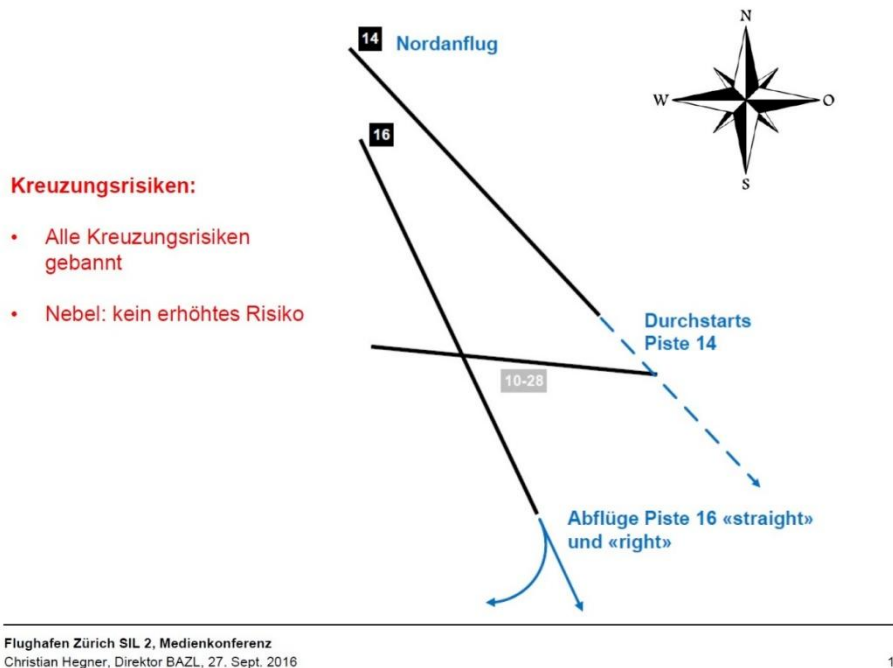 14
Nordanflug
16
N
W
O
S
Kreuzungsrisiken:
• Alle Kreuzungsrisiken
gebannt
• Nebel: kein erhöhtes Risiko
Durchstarts
Piste 14
10-28
Abflüge Piste 16 «straight»
und «right»
Flughafen Zürich SIL 2, Medienkonferenz
Christian Hegner, Direktor BAZL, 27. Sept. 2016